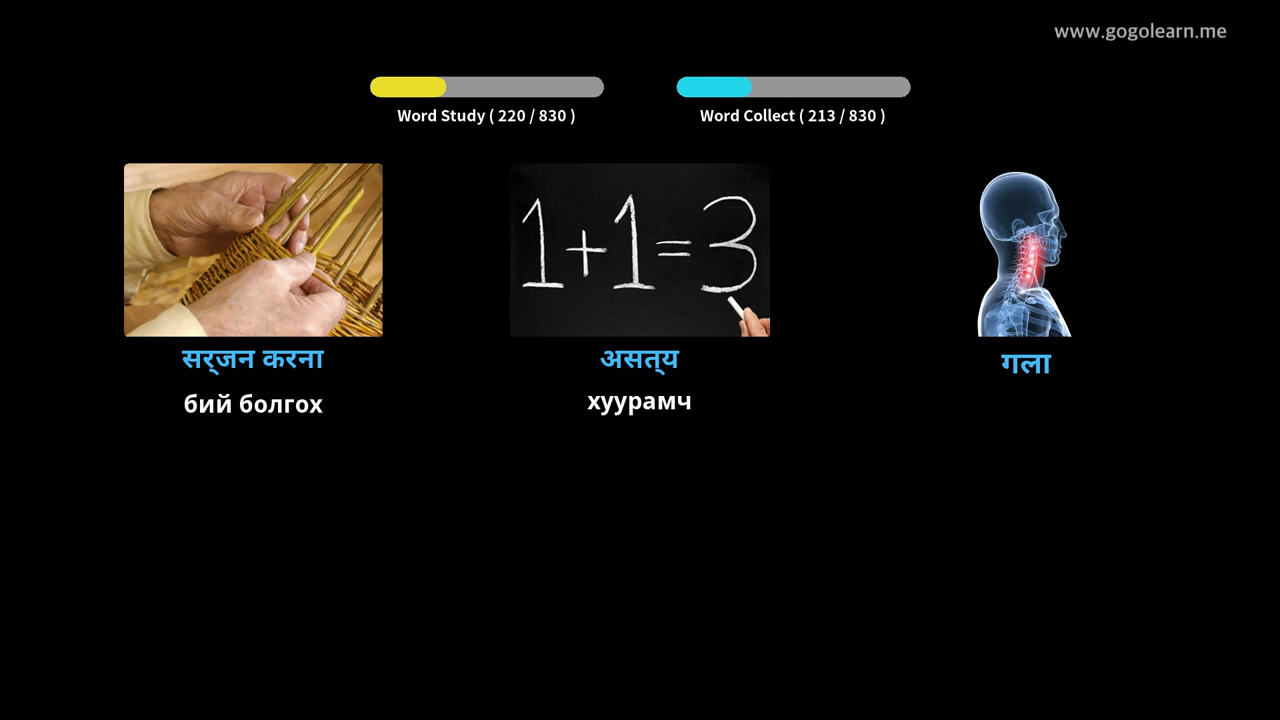 www.gogolearn.me
Word Study ( 220 / 830 )
Word Collect ( 213 / 830 )
1+1=3
सर्जन करना
असत्य
गला
бий болгох
хуурамч